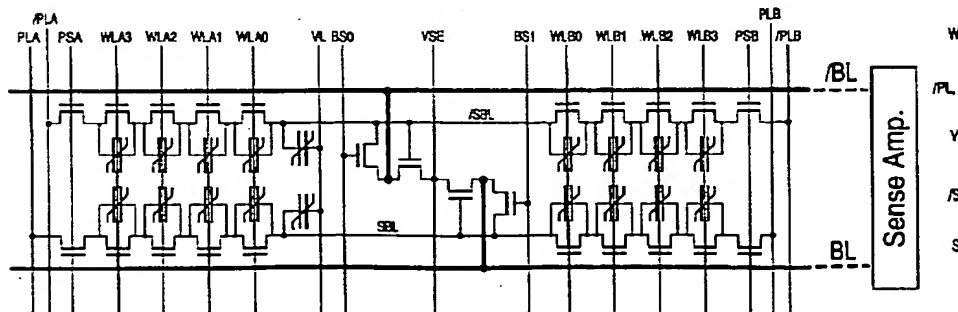 /PLA PLB
PLA PSA WLA3 WLA2 WLA1 WLA0 VL BS0 VSE BS1 WLB0 WLB1 WLB2 WLB3 PSB /PLB
W
/BL
/PL,
/SBL
Y
Sense Amp.
/S
SBL
S
BL